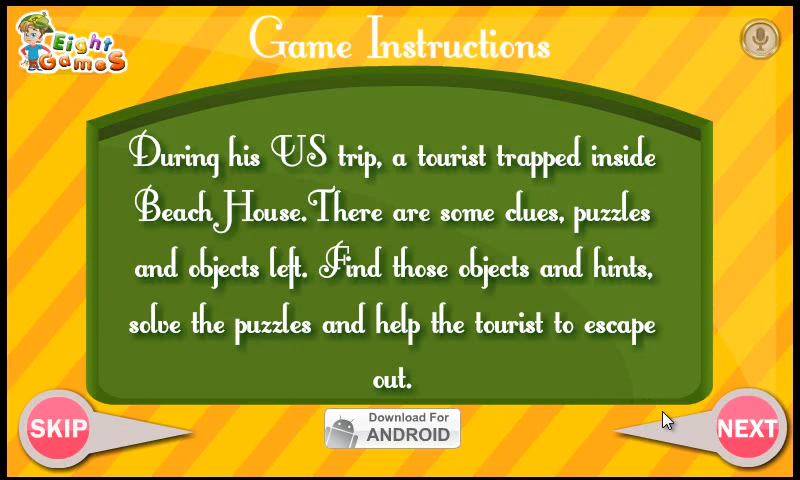 Eight
Games
Game Instructions
During his US trip, a tourist trapped inside
Beach House.There are some clues, puzzles
and objects left. Find those objects and hints,
solve the puzzles and help the tourist to escape
out.
SKIP
Download For
ANDROID
NEXT